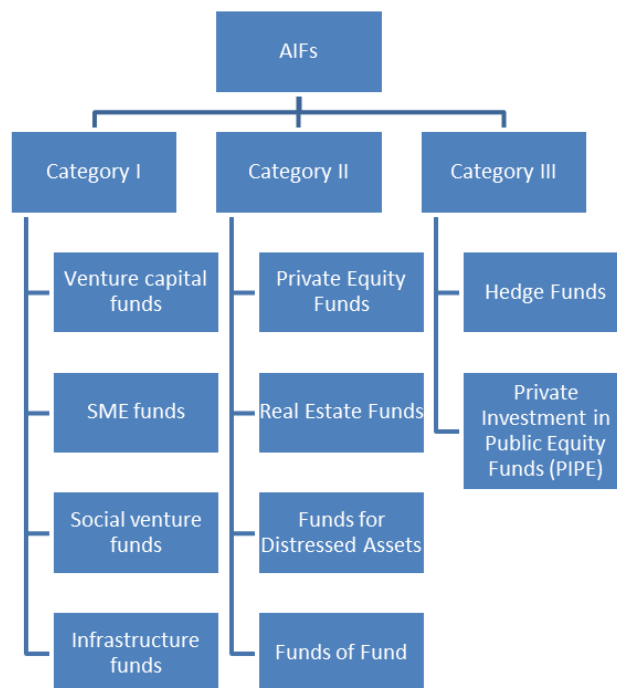 AIFs
Category I
Category II
Category III
Venture capital
funds
Private Equity
Funds
Hedge Funds
SME funds
Real Estate Funds
Private
Investment in
Public Equity
Funds (PIPE)
Social venture
funds
Funds for
Distressed Assets
Infrastructure
funds
Funds of Fund